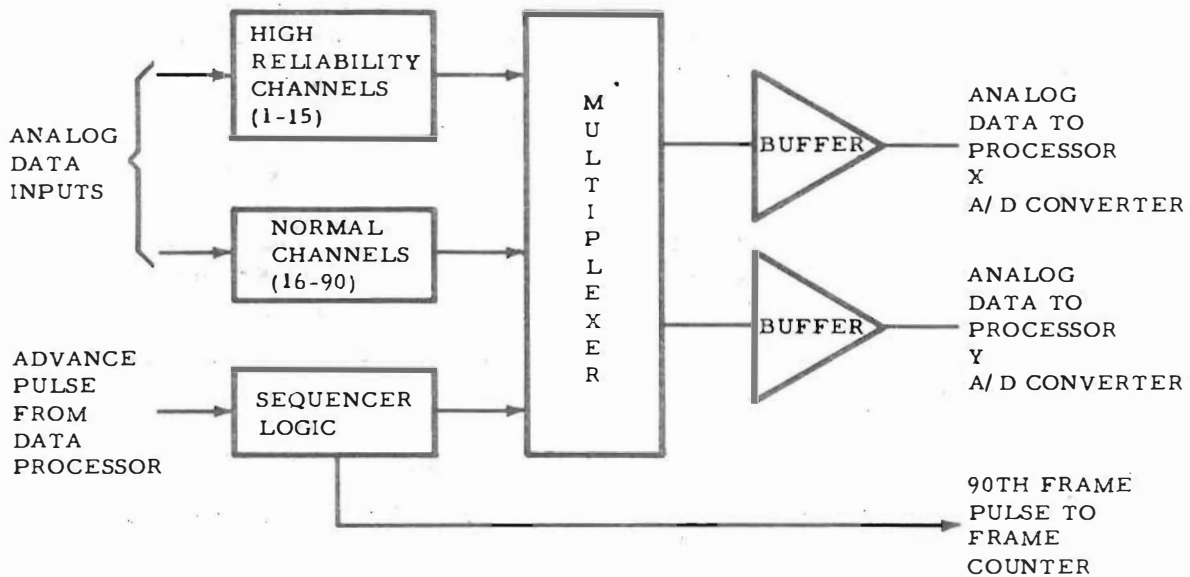 ANALOG
DATA
INPUTS
HIGH
RELIABILITY
CHANNELS
(1-15)
NORMAL
CHANNELS
(16-90)
ADVANCE
PULSE
FROM
DATA
PROCESSOR
SEQUENCER
LOGIC
MULTIPLEXER
BUFFER
BUFFER
ANALOG
DATA TO
PROCESSOR
X
A/D CONVERTER
ANALOG
DATA TO
PROCESSOR
Y
A/D CONVERTER
90TH FRAME
PULSE TO
FRAME
COUNTER